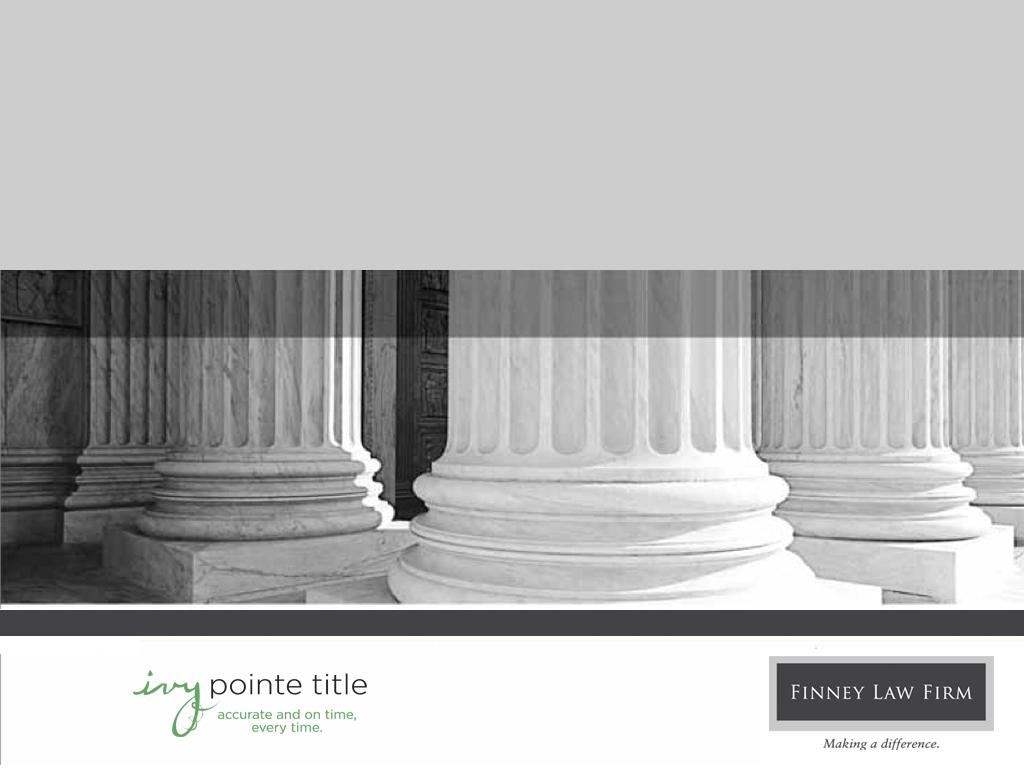 ivy pointe title
accurate and on time,
every time.
FINNEY LAW FIRM
Making a difference.